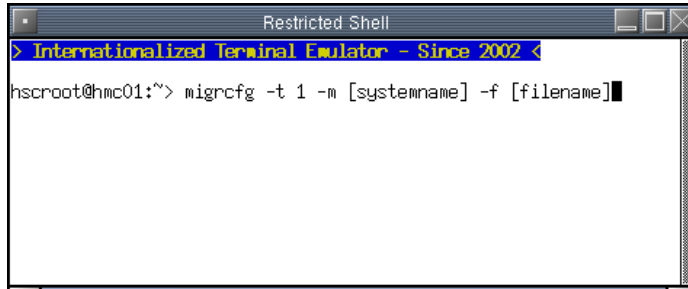 Restricted Shell
> Internationalized Terminal Emulator - Since 2002 <
hscroot@hmc01:~> migrcfg -t 1 -m [systemname] -f [filename]